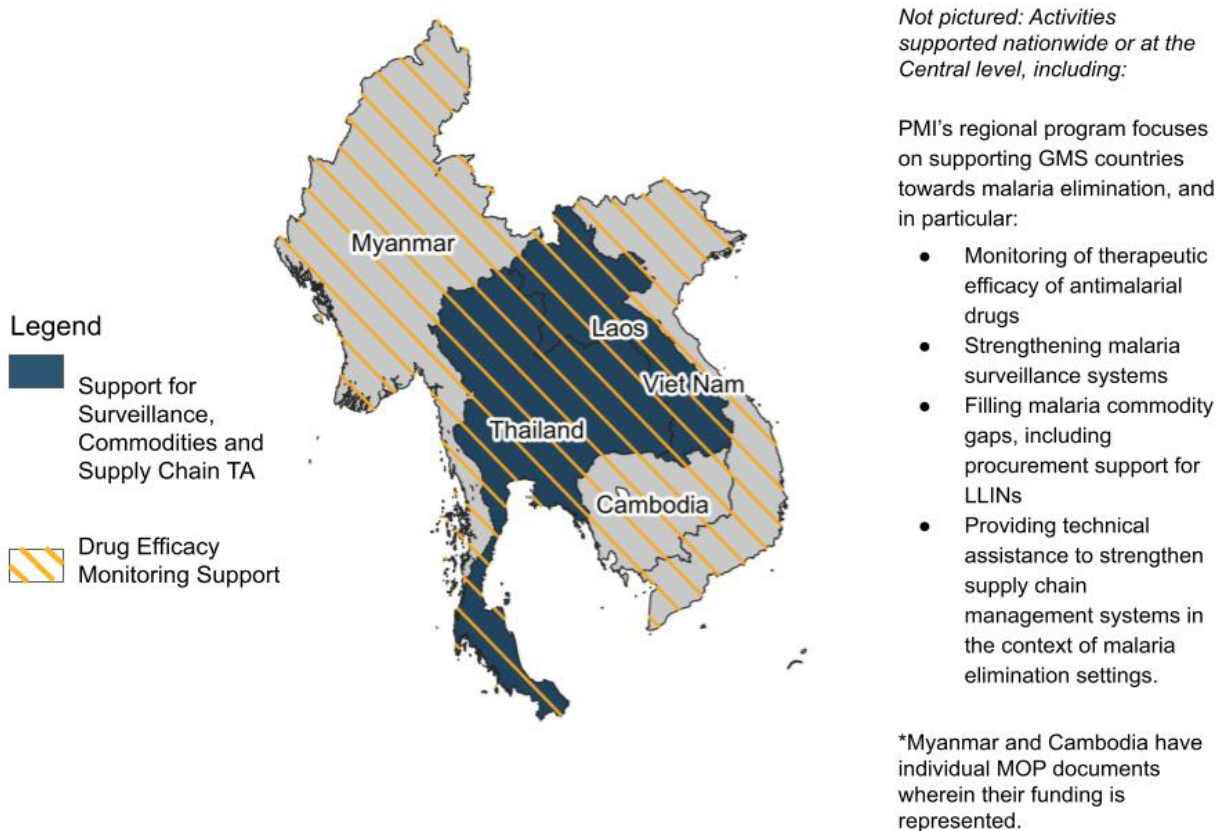 Not pictured: Activities
supported nationwide or at the
Central level, including:
PMI's regional program focuses
on supporting GMS countries
towards malaria elimination, and
in particular:
● Monitoring of therapeutic
efficacy of antimalarial
drugs
● Strengthening malaria
surveillance systems
● Filling malaria commodity
gaps, including
procurement support for
LLINs
● Providing technical
assistance to strengthen
supply chain
management systems in
the context of malaria
elimination settings.
*Myanmar and Cambodia have
individual MOP documents
wherein their funding is
represented.
Myanmar
Laos
Viet Nam
Thailand
Cambodia
Legend
Support for
Surveillance,
Commodities and
Supply Chain TA
Drug Efficacy
Monitoring Support